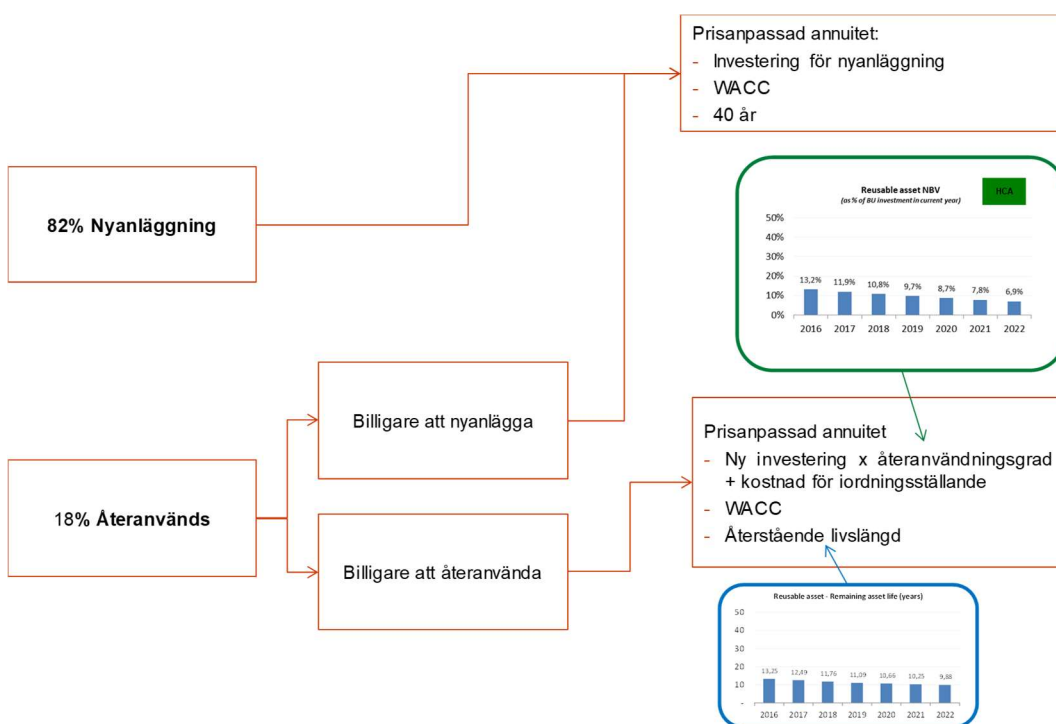 Prisanpassad annuitet:
- Investering för nyanläggning
- WACC
- 40 år
82% Nyanläggning
Reusable asset NBV
(as % of BU investment in current year)
HCA
50%
40%
30%
20%
10%
0%
13,2% 11,9% 10,8% 9,7% 8,7% 7,8% 6,9%
2016 2017 2018 2019 2020 2021 2022
Billigare att nyanlägga
18% Återanvänds
Billigare att återanvända
Prisanpassad annuitet
- Ny investering x återanvändningsgrad
+ kostnad för iordningsställande
- WACC
- Återstående livslängd
Reusable asset - Remaining asset life (years)
50
40
30
20
10
-
13,25 12,49 11,76 11,09 10,66 10,25 9,88
2016 2017 2018 2019 2020 2021 2022